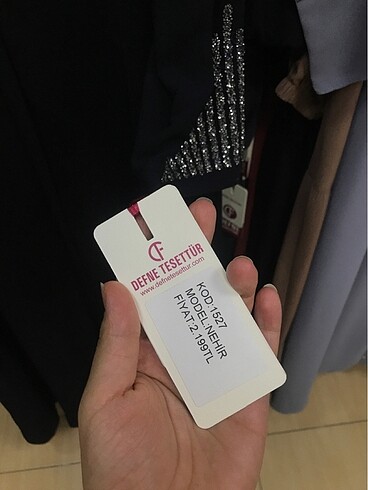 DEFNE TESETTÜR
www.defnetesettur.com
KOD:1527
MODEL:NEHİR
FİYAT:2.199TL